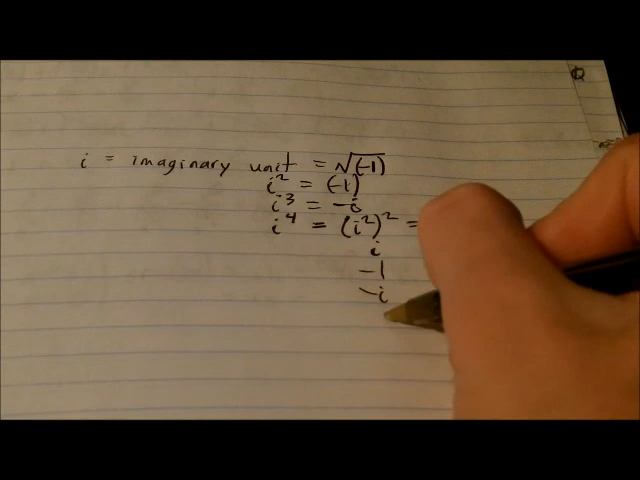 i = imaginary unit = √(-1)
i² = (-1)
i³ = -i
i⁴ = (i²)² =
i
-1
-i